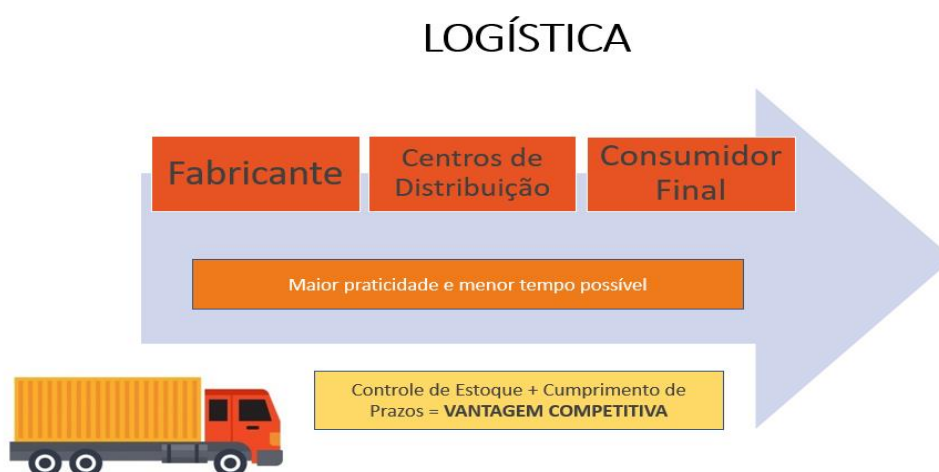 LOGÍSTICA
Fabricante
Centros de
Distribuição
Consumidor
Final
Maior praticidade e menor tempo possível
Controle de Estoque + Cumprimento de
Prazos = VANTAGEM COMPETITIVA